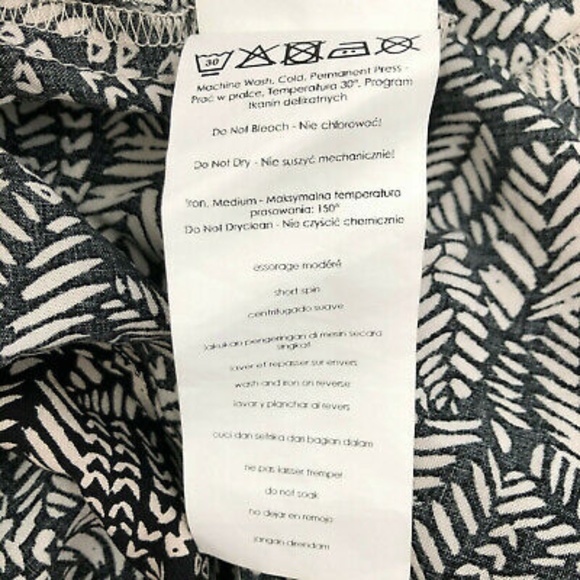 30
Machine Wash, Cold, Permanent Press -
Prać w pralce, Temperatura 30°, Program
tkanin delikatnych
Do Not Bleach - Nie chlorować!
Do Not Dry - Nie suszyć mechanicznie!
Iron, Medium - Maksymalna temperatura
prasowania: 150°
Do Not Dryclean - Nie czyścić chemicznie
essorage modéré
short spin
centrifugado suave
lakukan pengeringan di mesin secara
singkat
laver et repasser sur envers
wash and iron on reverse
lavar y planchar al revers
cuci dan setrika dari bagian dalam
ne pas laisser tremper
do not soak
no dejar en remojo
jangan direndam